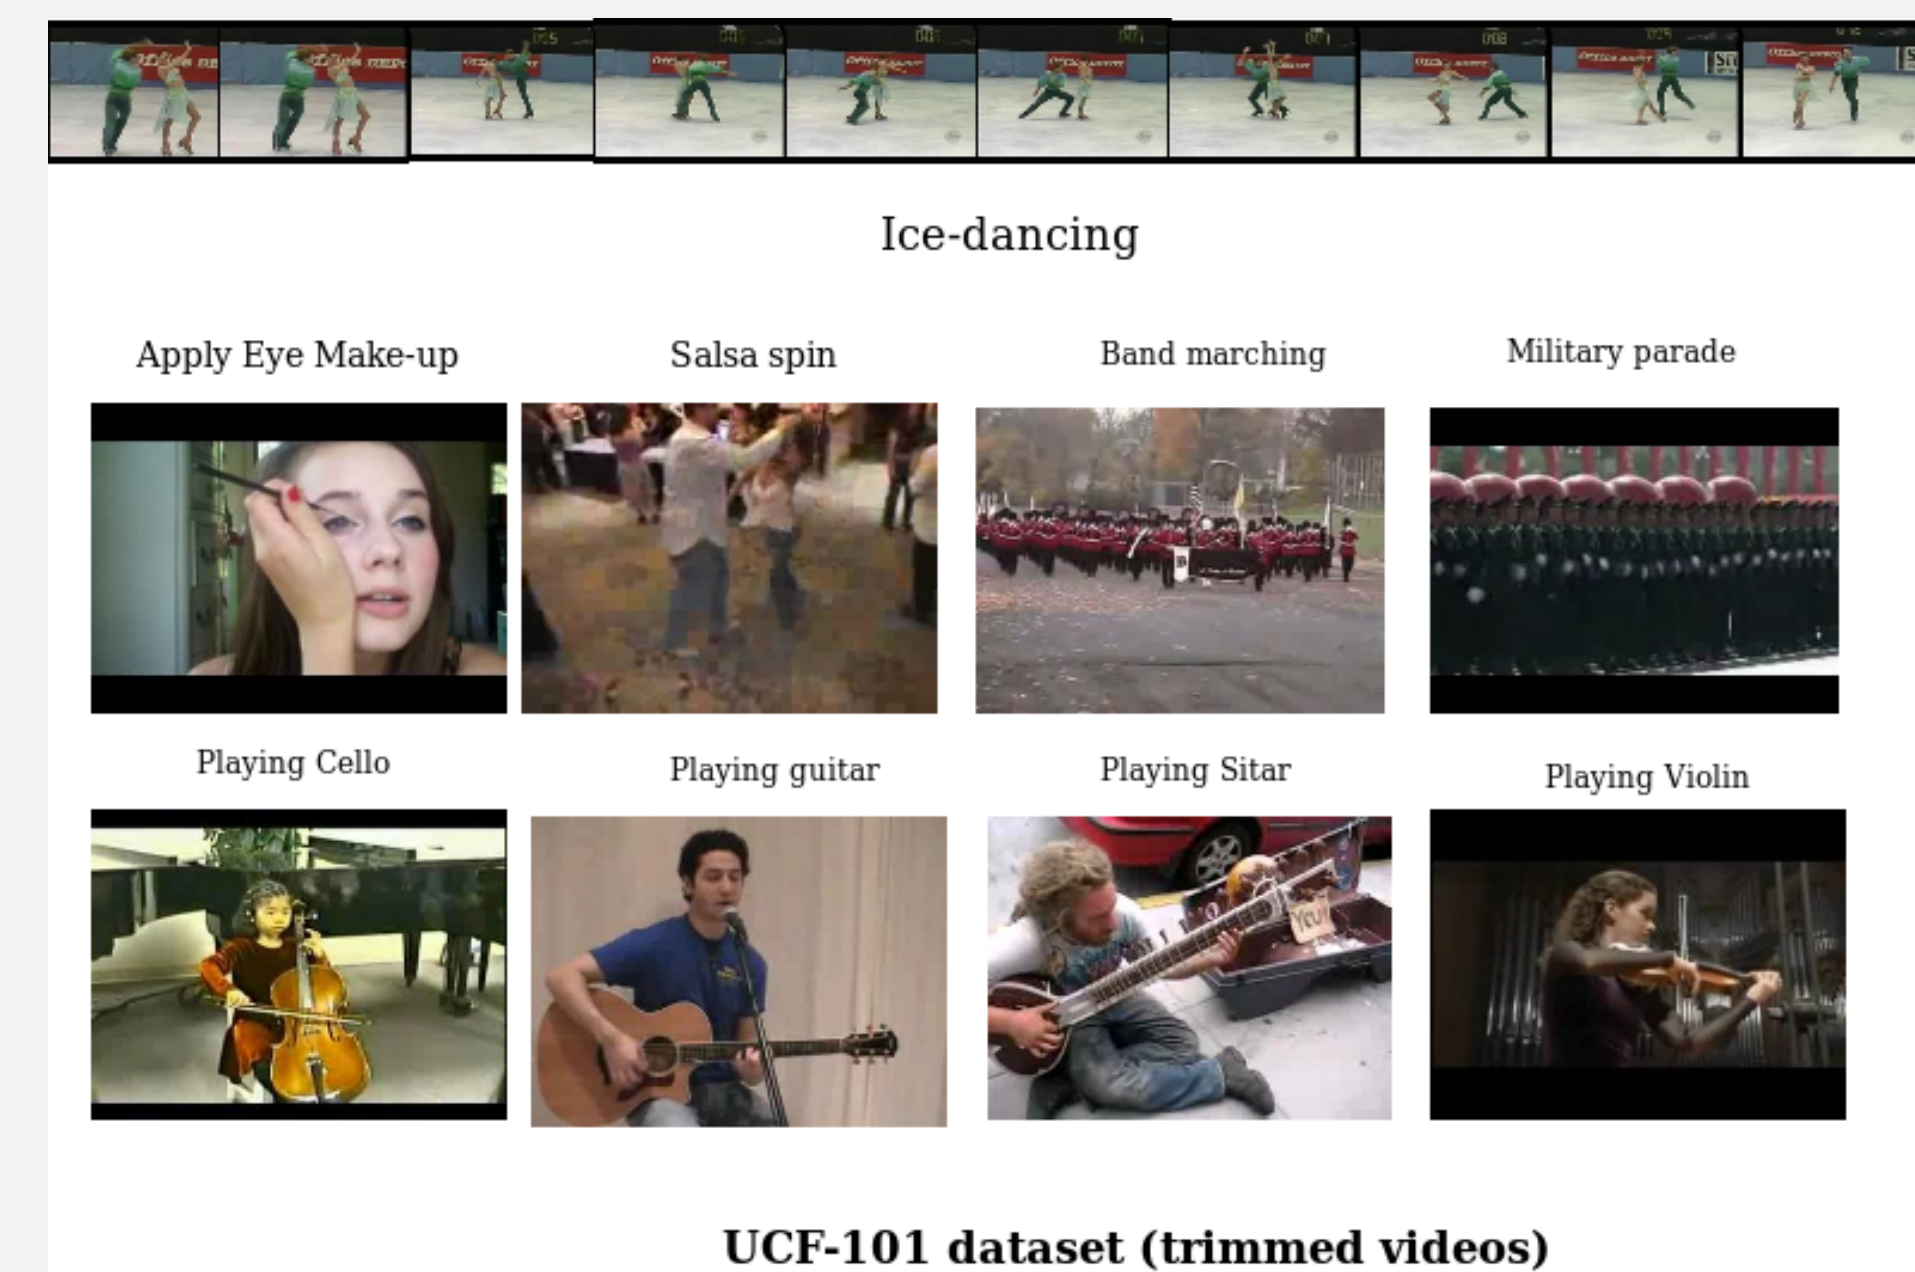 Ice-dancing
Apply Eye Make-up
Salsa spin
Band marching
Military parade
Playing Cello
Playing guitar
Playing Sitar
Playing Violin
UCF-101 dataset (trimmed videos)